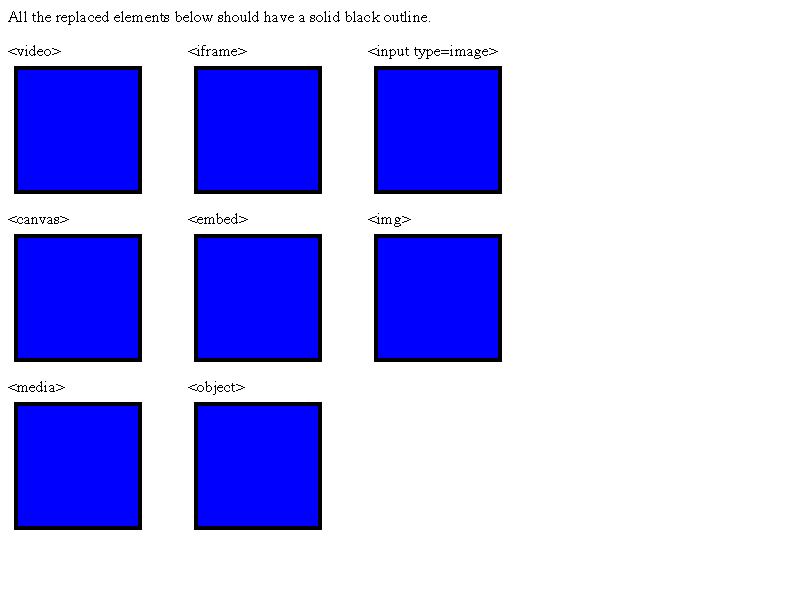 All the replaced elements below should have a solid black outline.
<video> <iframe> <input type=image>
<canvas> <embed> <img>
<media> <object>